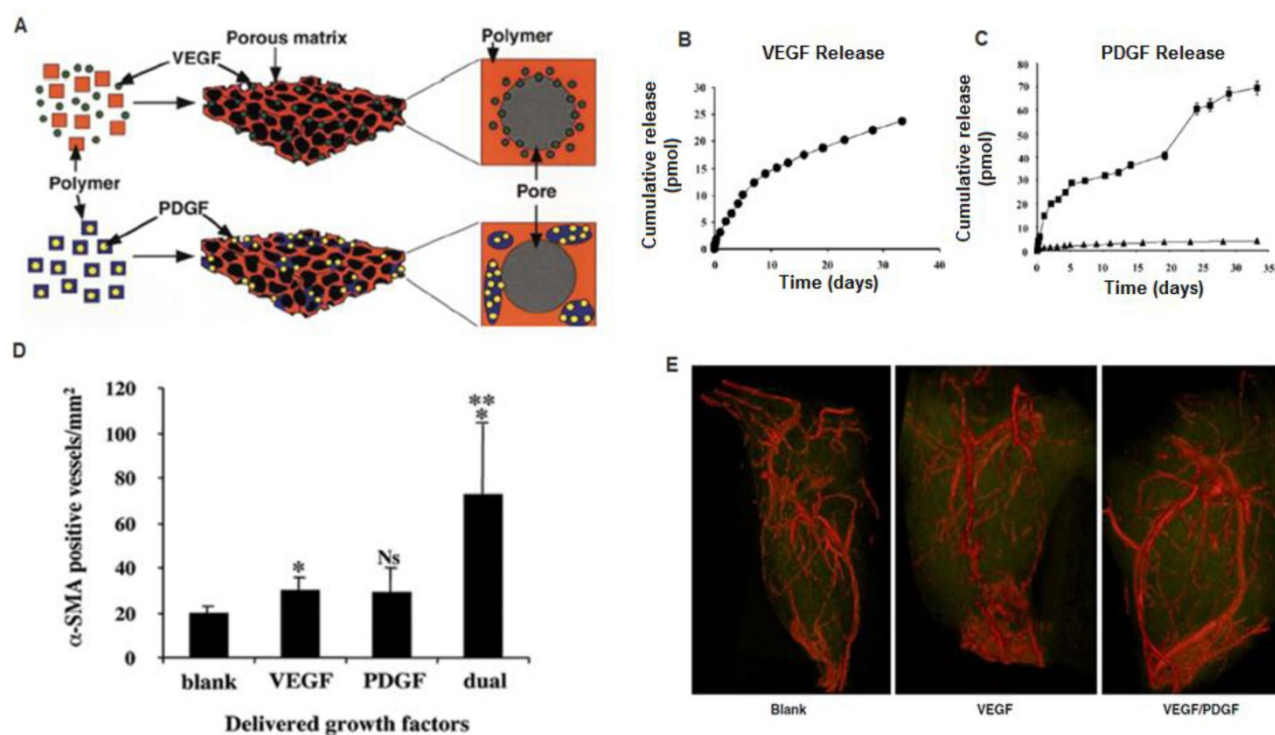 A
VEGF
Porous matrix
Polymer
Polymer
PDGF
Pore
B
VEGF Release
Cumulative release
(pmol)
30
25
20
15
10
5
0
0
10
20
30
40
Time (days)
C
PDGF Release
Cumulative release
(pmol)
80
70
60
50
40
30
20
10
0
0
5
10
15
20
25
30
35
Time (days)
D
α-SMA positive vessels/mm²
120
100
80
60
40
20
0
*
Ns
**
*
blank
VEGF
PDGF
dual
Delivered growth factors
E
Blank
VEGF
VEGF/PDGF